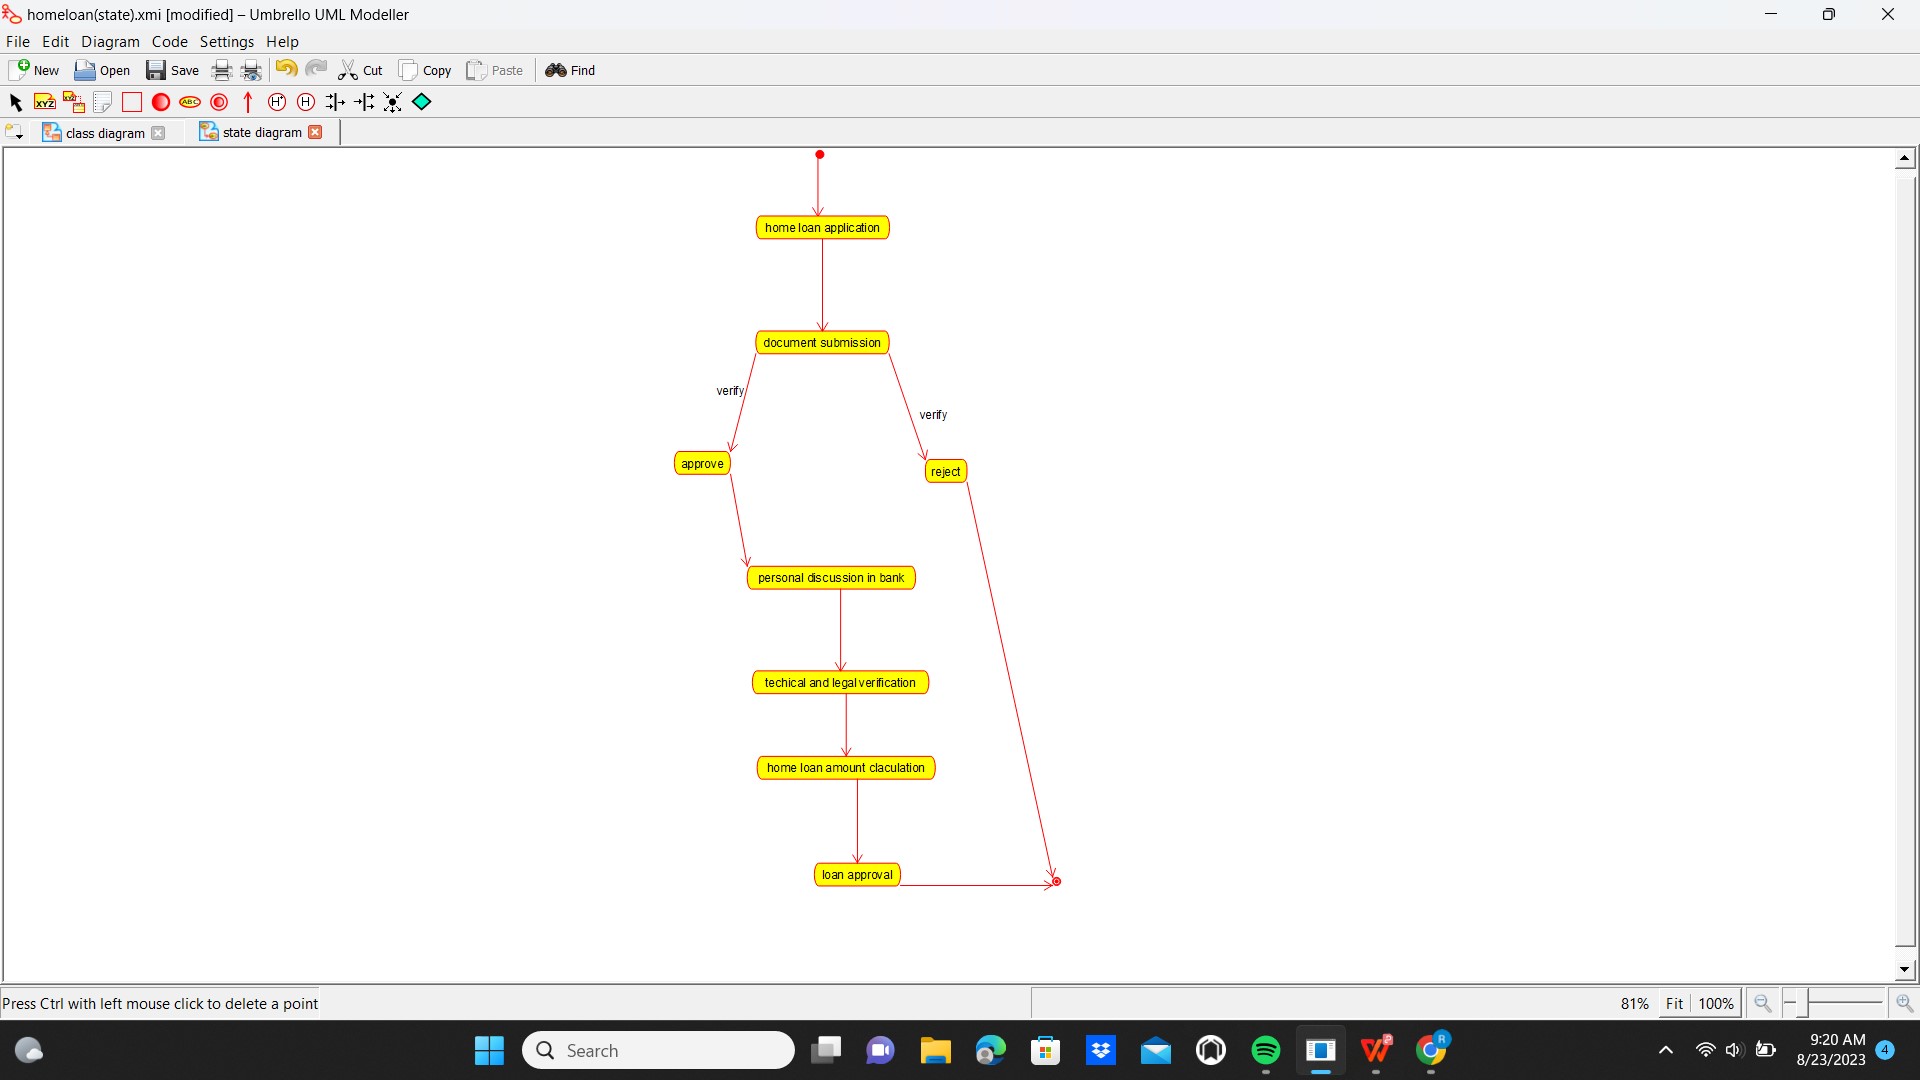 homeloan(state).xmi [modified] – Umbrello UML Modeller
File Edit Diagram Code Settings Help
New Open Save Cut Copy Paste Find
XYZ XYZ ABC H* H
class diagram state diagram
home loan application
document submission
verify
verify
approve
reject
personal discussion in bank
techical and legal verification
home loan amount claculation
loan approval
Press Ctrl with left mouse click to delete a point
81% Fit 100%
Search
R
9:20 AM
8/23/2023
4